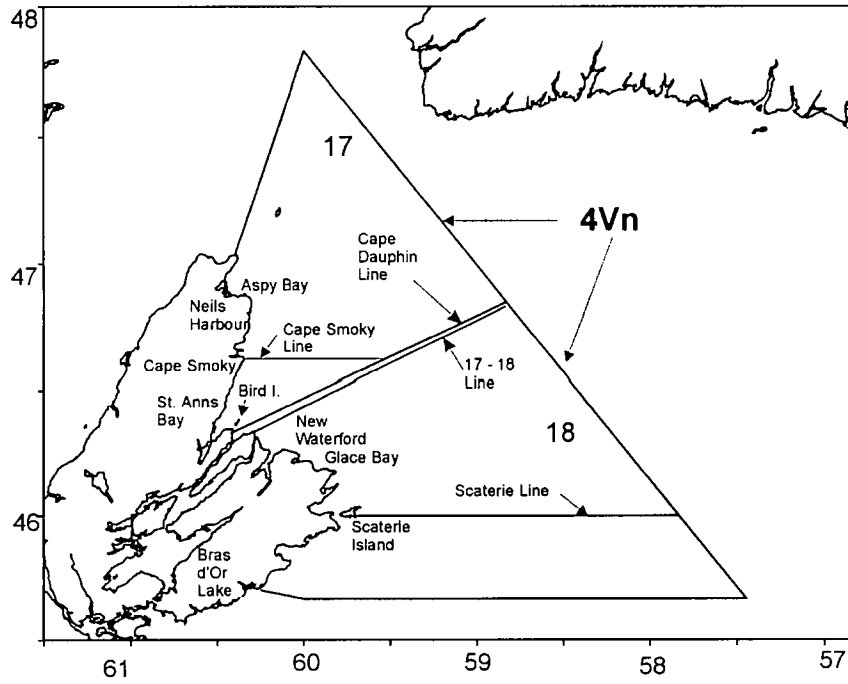 48
17
4Vn
Cape
Dauphin
Line
47
Aspy Bay
Neils
Harbour
Cape Smoky
Line
Cape Smoky
17 - 18
Line
Bird I.
St. Anns
Bay
New
Waterford
18
Glace Bay
Scaterie Line
46
Scaterie
Island
Bras
d'Or
Lake
61
60
59
58
57